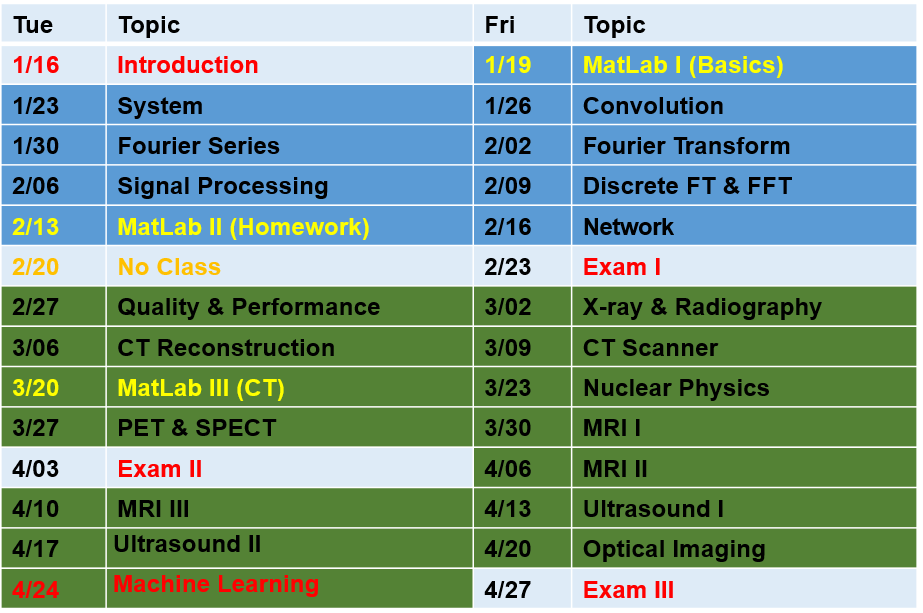 Tue Topic Fri Topic
1/16 Introduction 1/19 MatLab I (Basics)
1/23 System 1/26 Convolution
1/30 Fourier Series 2/02 Fourier Transform
2/06 Signal Processing 2/09 Discrete FT & FFT
2/13 MatLab II (Homework) 2/16 Network
2/20 No Class 2/23 Exam I
2/27 Quality & Performance 3/02 X-ray & Radiography
3/06 CT Reconstruction 3/09 CT Scanner
3/20 MatLab III (CT) 3/23 Nuclear Physics
3/27 PET & SPECT 3/30 MRI I
4/03 Exam II 4/06 MRI II
4/10 MRI III 4/13 Ultrasound I
4/17 Ultrasound II 4/20 Optical Imaging
4/24 Machine Learning 4/27 Exam III